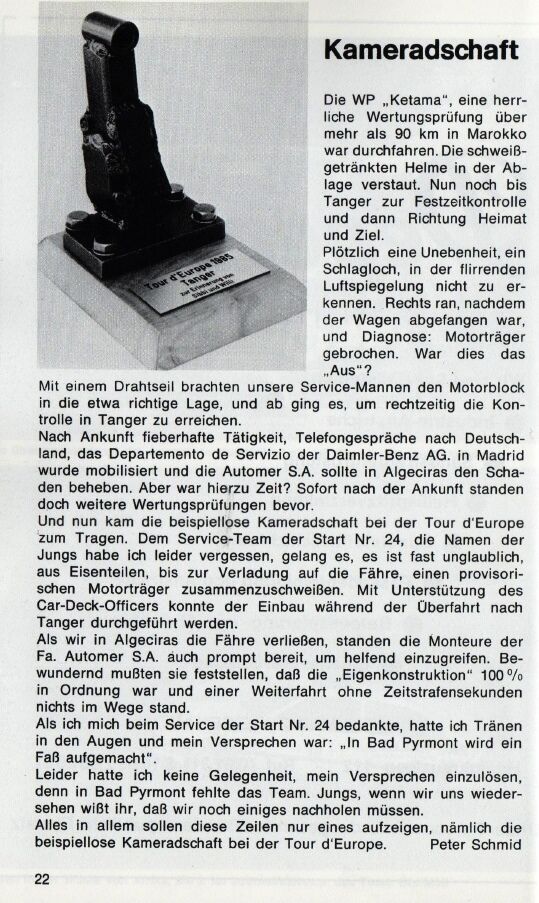 Tour d'Europe 1985
Tanger
zur Erinnerung von
Sibbi und Willi
Kameradschaft
Die WP „Ketama", eine herr-
liche Wertungsprüfung über
mehr als 90 km in Marokko
war durchfahren. Die schweiß-
getränkten Helme in der Ab-
lage verstaut. Nun noch bis
Tanger zur Festzeitkontrolle
und dann Richtung Heimat
und Ziel.
Plötzlich eine Unebenheit, ein
Schlagloch, in der flirrenden
Luftspiegelung nicht zu er-
kennen. Rechts ran, nachdem
der Wagen abgefangen war,
und Diagnose: Motorträger
gebrochen. War dies das
„Aus"?
Mit einem Drahtseil brachten unsere Service-Mannen den Motorblock
in die etwa richtige Lage, und ab ging es, um rechtzeitig die Kon-
trolle in Tanger zu erreichen.
Nach Ankunft fieberhafte Tätigkeit, Telefongespräche nach Deutsch-
land, das Departemento de Servizio der Daimler-Benz AG. in Madrid
wurde mobilisiert und die Automer S.A. sollte in Algeciras den Scha-
den beheben. Aber war hierzu Zeit? Sofort nach der Ankunft standen
doch weitere Wertungsprüfungen bevor.
Und nun kam die beispiellose Kameradschaft bei der Tour d'Europe
zum Tragen. Dem Service-Team der Start Nr. 24, die Namen der
Jungs habe ich leider vergessen, gelang es, es ist fast unglaublich,
aus Eisenteilen, bis zur Verladung auf die Fähre, einen provisori-
schen Motorträger zusammenzuschweißen. Mit Unterstützung des
Car-Deck-Officers konnte der Einbau während der Überfahrt nach
Tanger durchgeführt werden.
Als wir in Algeciras die Fähre verließen, standen die Monteure der
Fa. Automer S.A. auch prompt bereit, um helfend einzugreifen. Be-
wundernd mußten sie feststellen, daß die „Eigenkonstruktion" 100 %
in Ordnung war und einer Weiterfahrt ohne Zeitstrafensekunden
nichts im Wege stand.
Als ich mich beim Service der Start Nr. 24 bedankte, hatte ich Tränen
in den Augen und mein Versprechen war: „In Bad Pyrmont wird ein
Faß aufgemacht".
Leider hatte ich keine Gelegenheit, mein Versprechen einzulösen,
denn in Bad Pyrmont fehlte das Team. Jungs, wenn wir uns wieder-
sehen wißt ihr, daß wir noch einiges nachholen müssen.
Alles in allem sollen diese Zeilen nur eines aufzeigen, nämlich die
beispiellose Kameradschaft bei der Tour d'Europe. Peter Schmid
22